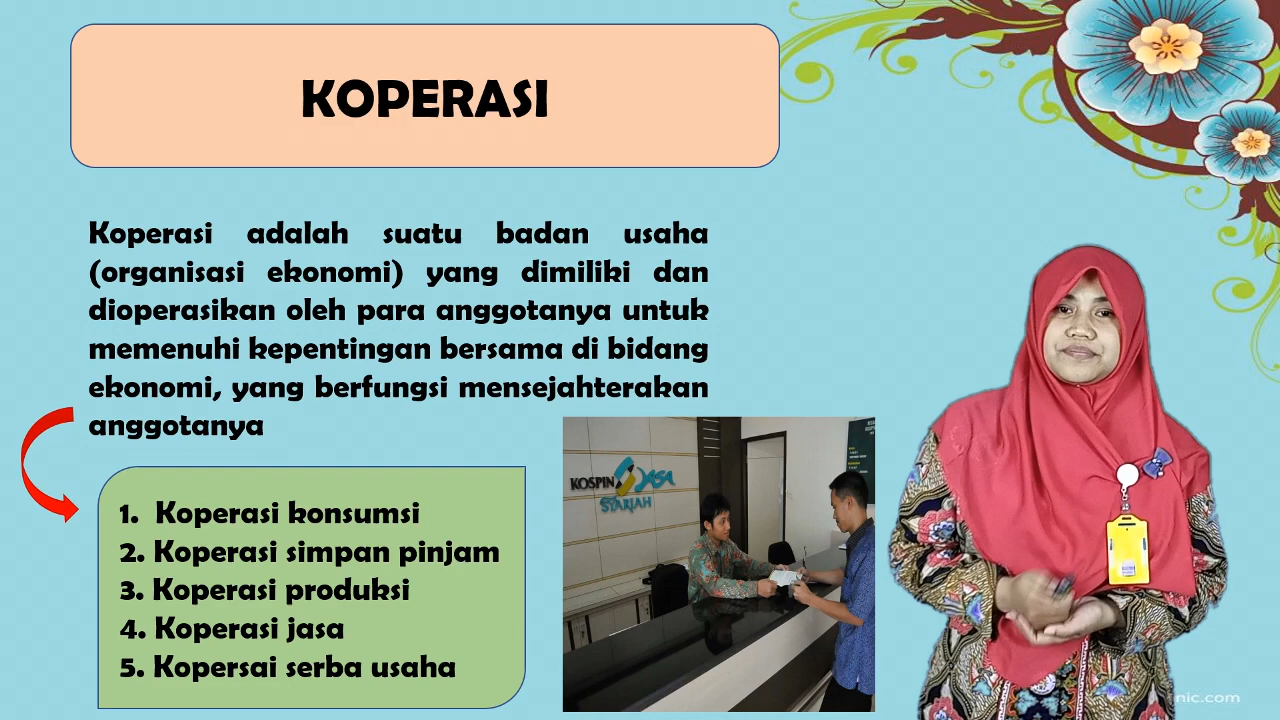 KOPERASI
Koperasi adalah suatu badan usaha
(organisasi ekonomi) yang dimiliki dan
dioperasikan oleh para anggotanya untuk
memenuhi kepentingan bersama di bidang
ekonomi, yang berfungsi mensejahterakan
anggotanya
1. Koperasi konsumsi
2. Koperasi simpan pinjam
3. Koperasi produksi
4. Koperasi jasa
5. Kopersai serba usaha
KOSPIN JASA
SYARIAH
nic.com